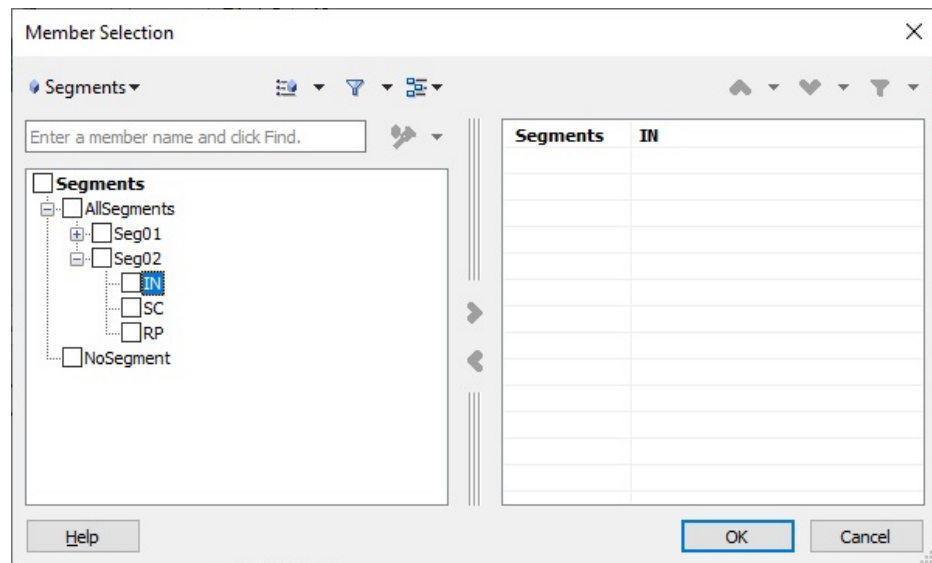 Member Selection
Segments
Enter a member name and click Find.
Segments
AllSegments
Seg01
Seg02
IN
SC
RP
NoSegment
Segments IN
Help
OK
Cancel